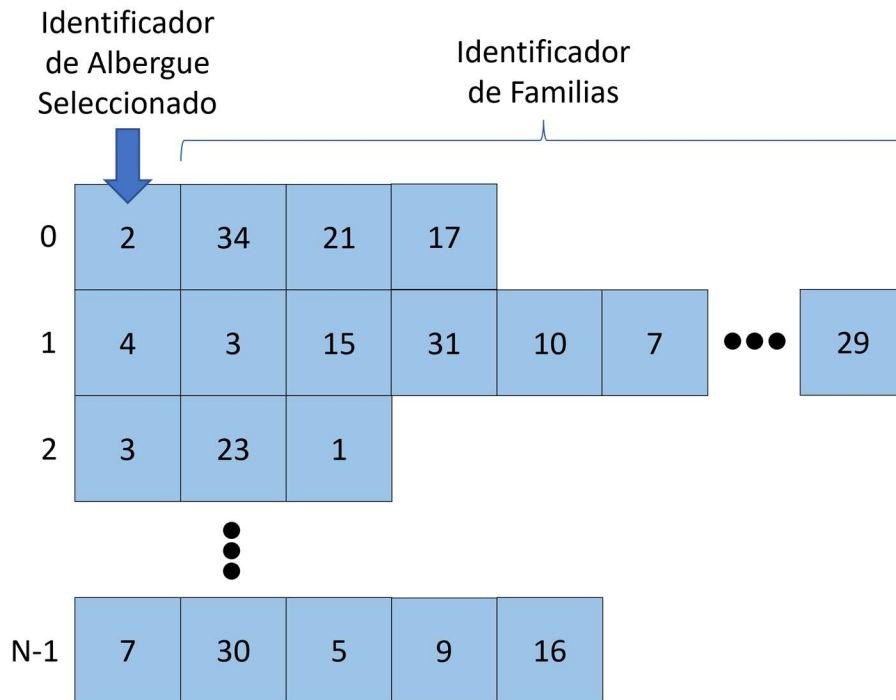 Identificador
de Albergue
Seleccionado
Identificador
de Familias
0 2 34 21 17
1 4 3 15 31 10 7 ••• 29
2 3 23 1
N-1 7 30 5 9 16